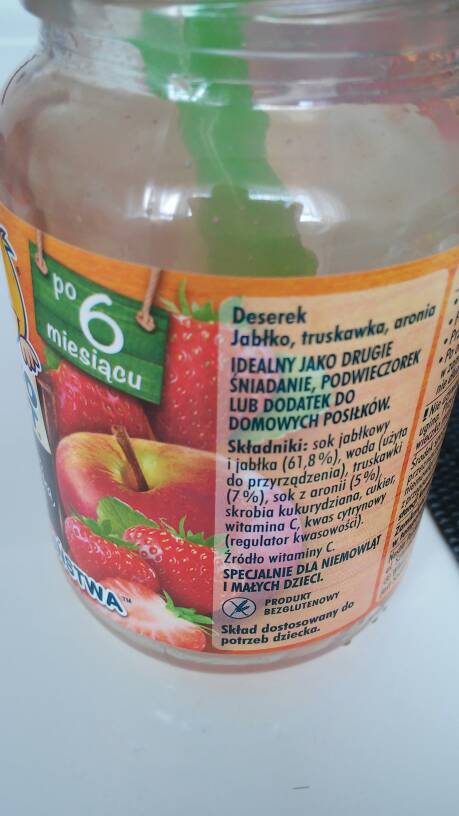 po
6
miesiącu
Deserek
Jabłko, truskawka, aronia
IDEALNY JAKO DRUGIE
ŚNIADANIE, PODWIECZOREK
LUB DODATEK DO
DOMOWYCH POSIŁKÓW.
Składniki: sok jabłkowy
i jabłka (61,8%), woda (użyta
do przyrządzenia), truskawki
(7%), sok z aronii (5%),
skrobia kukurydziana, cukier,
witamina C, kwas cytrynowy
(regulator kwasowości).
Źródło witaminy C.
SPECJALNIE DLA NIEMOWLĄT
I MAŁYCH DZIECI.
PRODUKT
BEZGLUTENOWY
Skład dostosowany do
potrzeb dziecka.
STWA™